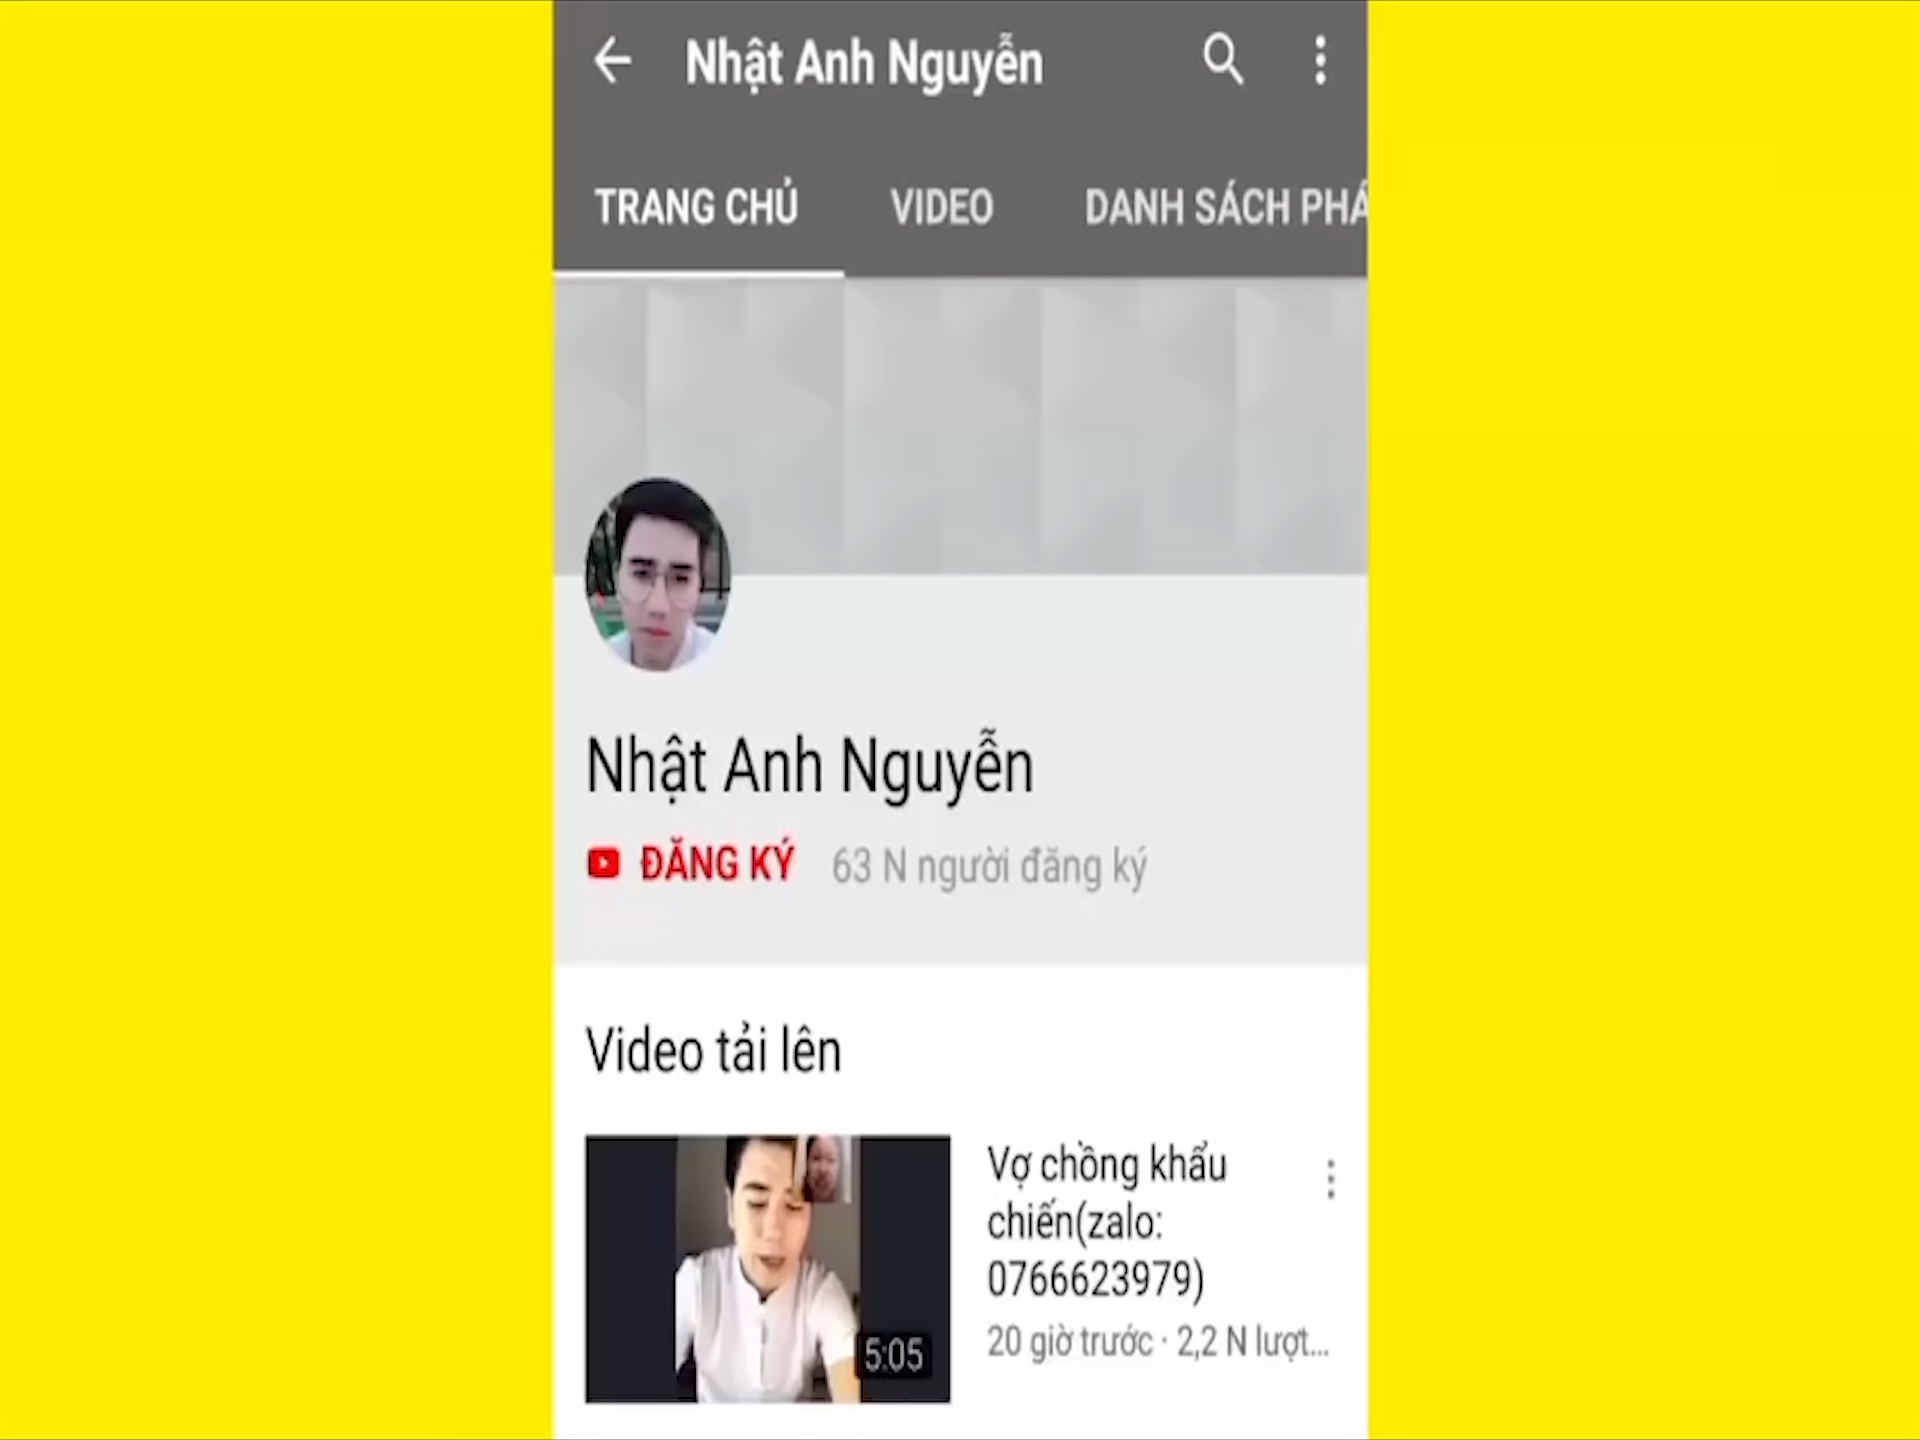 Nhật Anh Nguyễn
TRANG CHỦ VIDEO DANH SÁCH PHÁ
Nhật Anh Nguyễn
ĐĂNG KÝ 63 N người đăng ký
Video tải lên
Vợ chồng khẩu
chiến(zalo:
0766623979)
20 giờ trước · 2,2 N lượt...
5:05